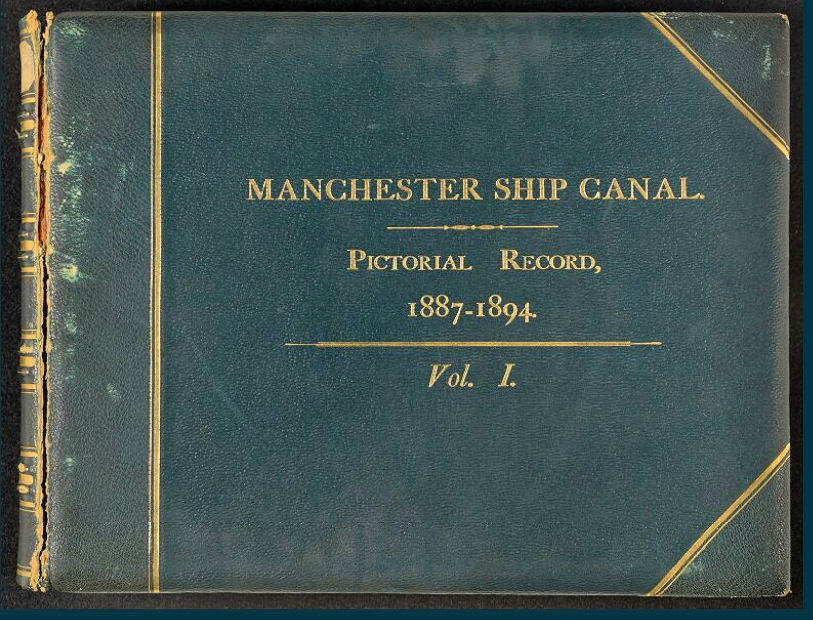 MANCHESTER SHIP CANAL.
PICTORIAL RECORD,
1887-1894.
Vol. I.